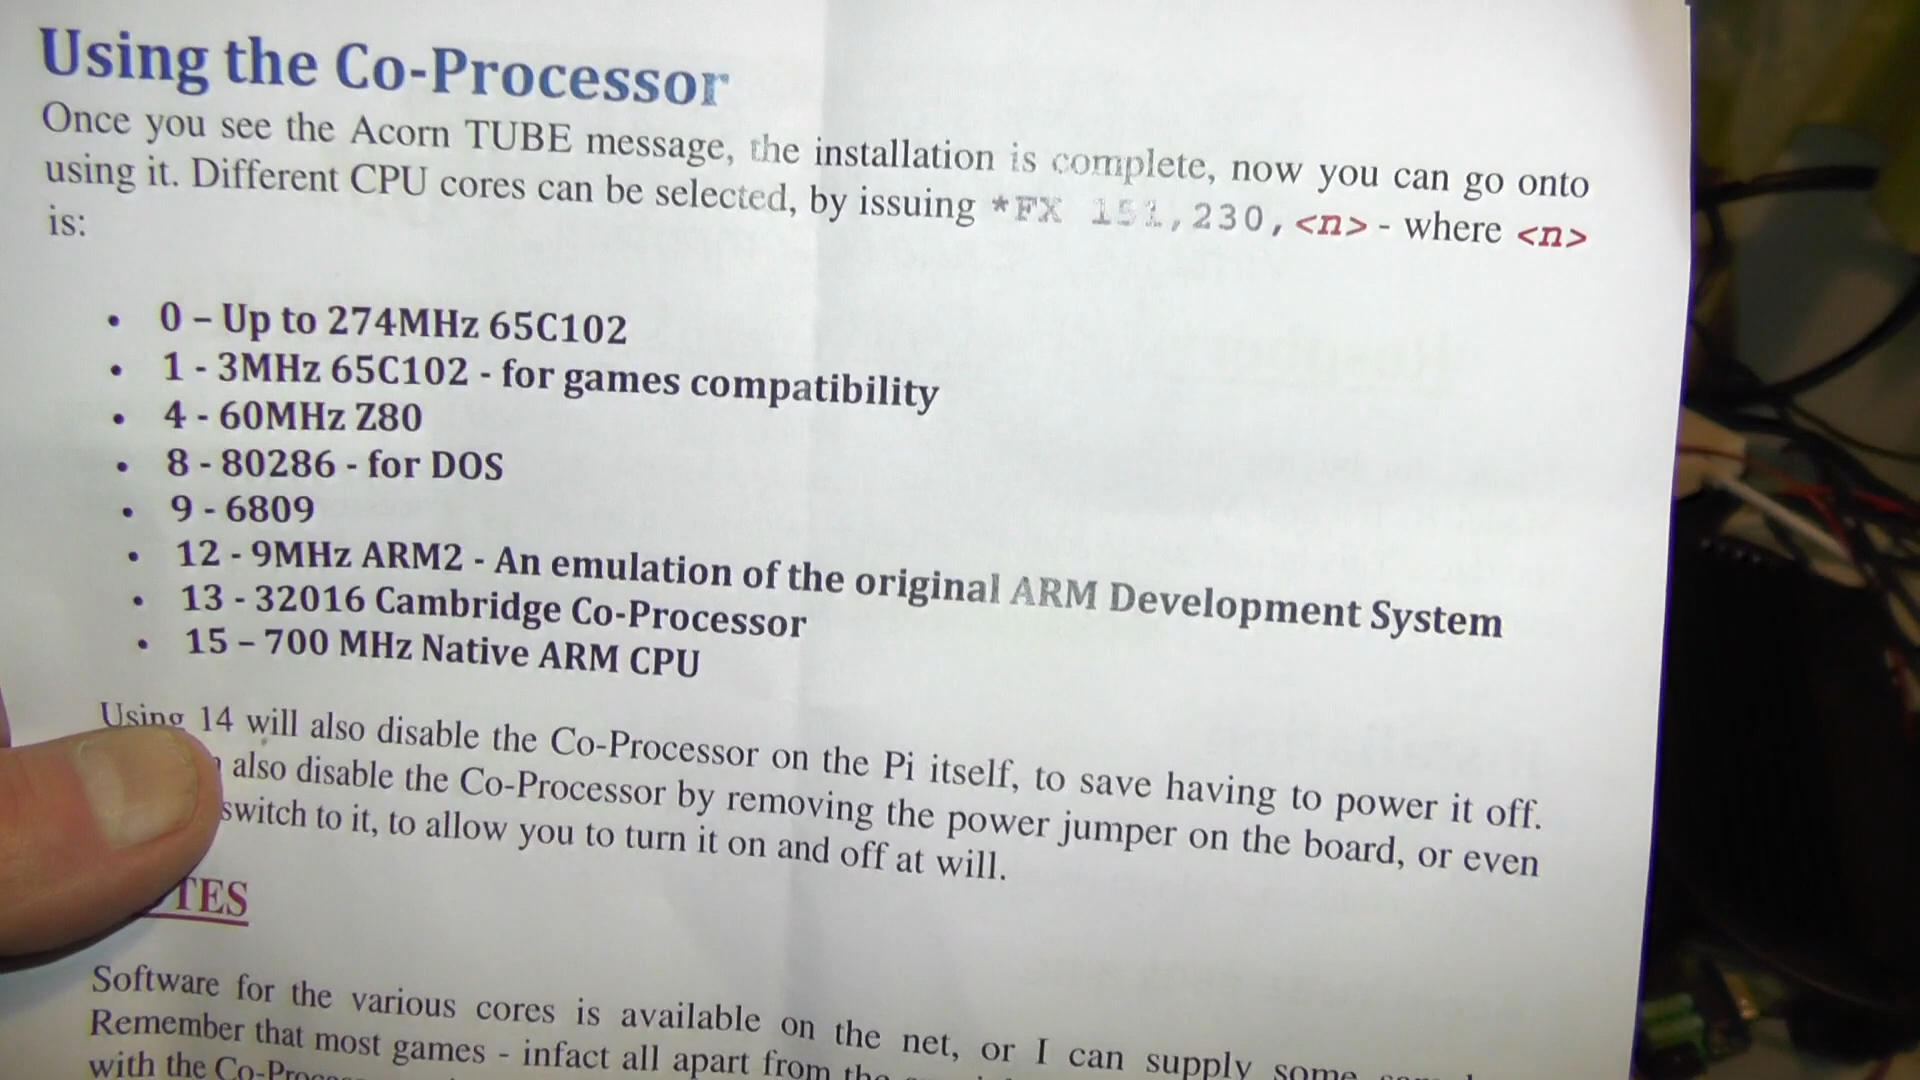 Using the Co-Processor
Once you see the Acorn TUBE message, the installation is complete, now you can go onto
using it. Different CPU cores can be selected, by issuing *FX 151,230,<n> - where <n>
is:
• 0 – Up to 274MHz 65C102
• 1 - 3MHz 65C102 - for games compatibility
• 4 - 60MHz Z80
• 8 - 80286 - for DOS
• 9 - 6809
• 12 - 9MHz ARM2 - An emulation of the original ARM Development System
• 13 - 32016 Cambridge Co-Processor
• 15 – 700 MHz Native ARM CPU
Using 14 will also disable the Co-Processor on the Pi itself, to save having to power it off.
also disable the Co-Processor by removing the power jumper on the board, or even
switch to it, to allow you to turn it on and off at will.
TES
Software for the various cores is available on the net, or I can supply some
Remember that most games - infact all apart from the
with the